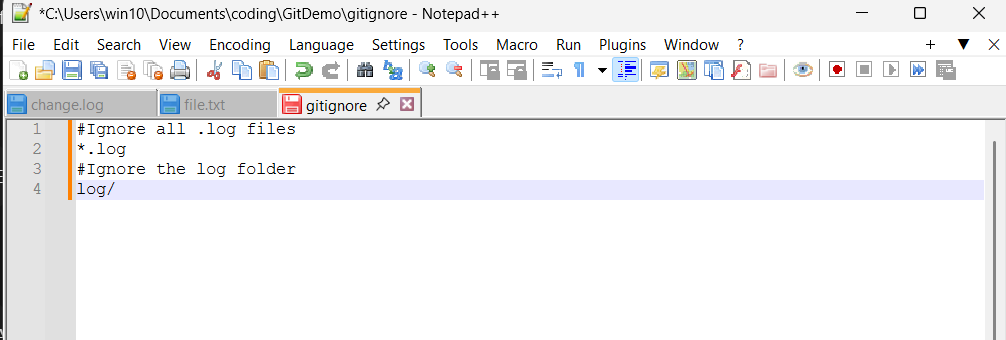 *C:\Users\win10\Documents\coding\GitDemo\gitignore - Notepad++
File Edit Search View Encoding Language Settings Tools Macro Run Plugins Window ?
change.log file.txt gitignore
1 #Ignore all .log files
2 *.log
3 #Ignore the log folder
4 log/